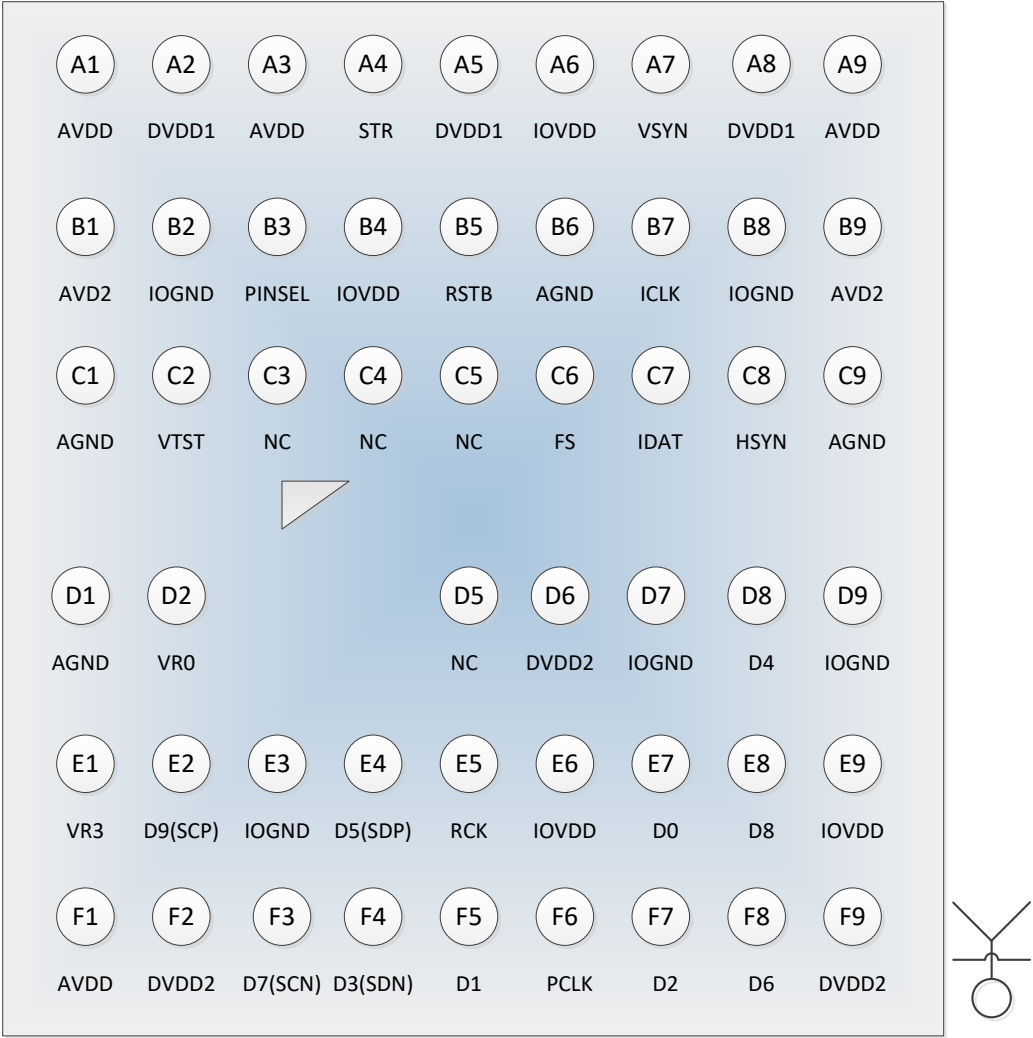 A1 A2 A3 A4 A5 A6 A7 A8 A9
AVDD DVDD1 AVDD STR DVDD1 IOVDD VSYN DVDD1 AVDD
B1 B2 B3 B4 B5 B6 B7 B8 B9
AVD2 IOGND PINSEL IOVDD RSTB AGND ICLK IOGND AVD2
C1 C2 C3 C4 C5 C6 C7 C8 C9
AGND VTST NC NC NC FS IDAT HSYN AGND
D1 D2 D5 D6 D7 D8 D9
AGND VR0 NC DVDD2 IOGND D4 IOGND
E1 E2 E3 E4 E5 E6 E7 E8 E9
VR3 D9(SCP) IOGND D5(SDP) RCK IOVDD D0 D8 IOVDD
F1 F2 F3 F4 F5 F6 F7 F8 F9
AVDD DVDD2 D7(SCN) D3(SDN) D1 PCLK D2 D6 DVDD2